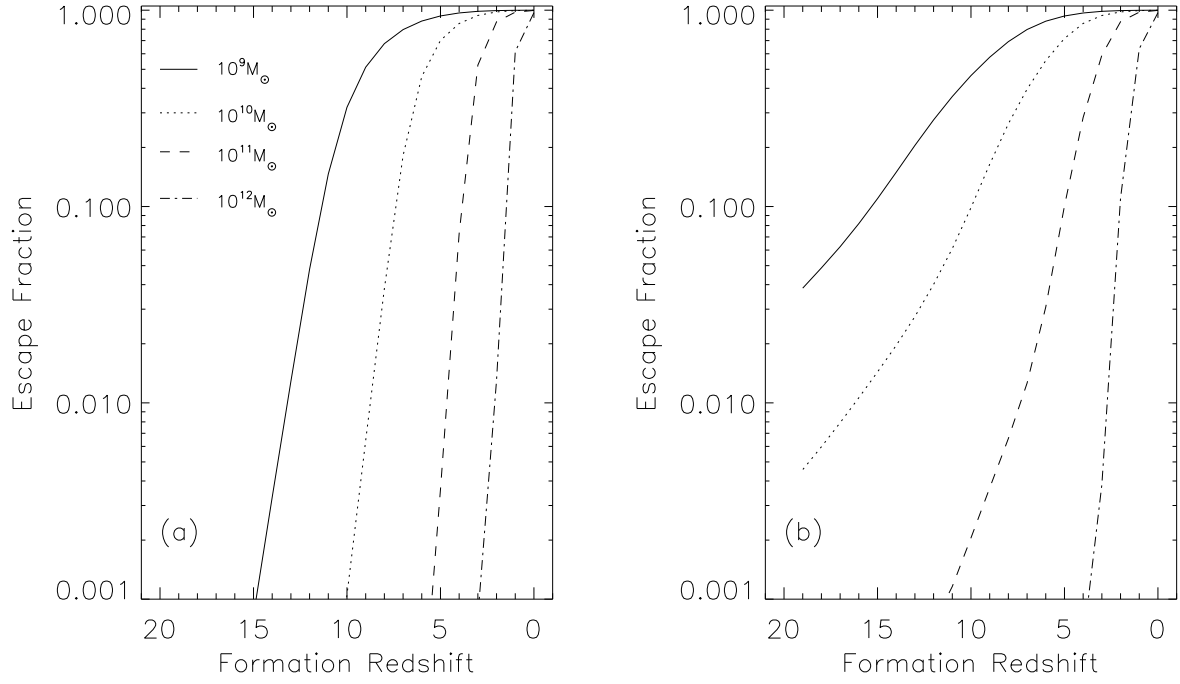 1.000
0.100
0.010
0.001
Escape Fraction
10⁹M⊙
10¹⁰M⊙
10¹¹M⊙
10¹²M⊙
(a)
20 15 10 5 0
Formation Redshift
1.000
0.100
0.010
0.001
Escape Fraction
(b)
20 15 10 5 0
Formation Redshift